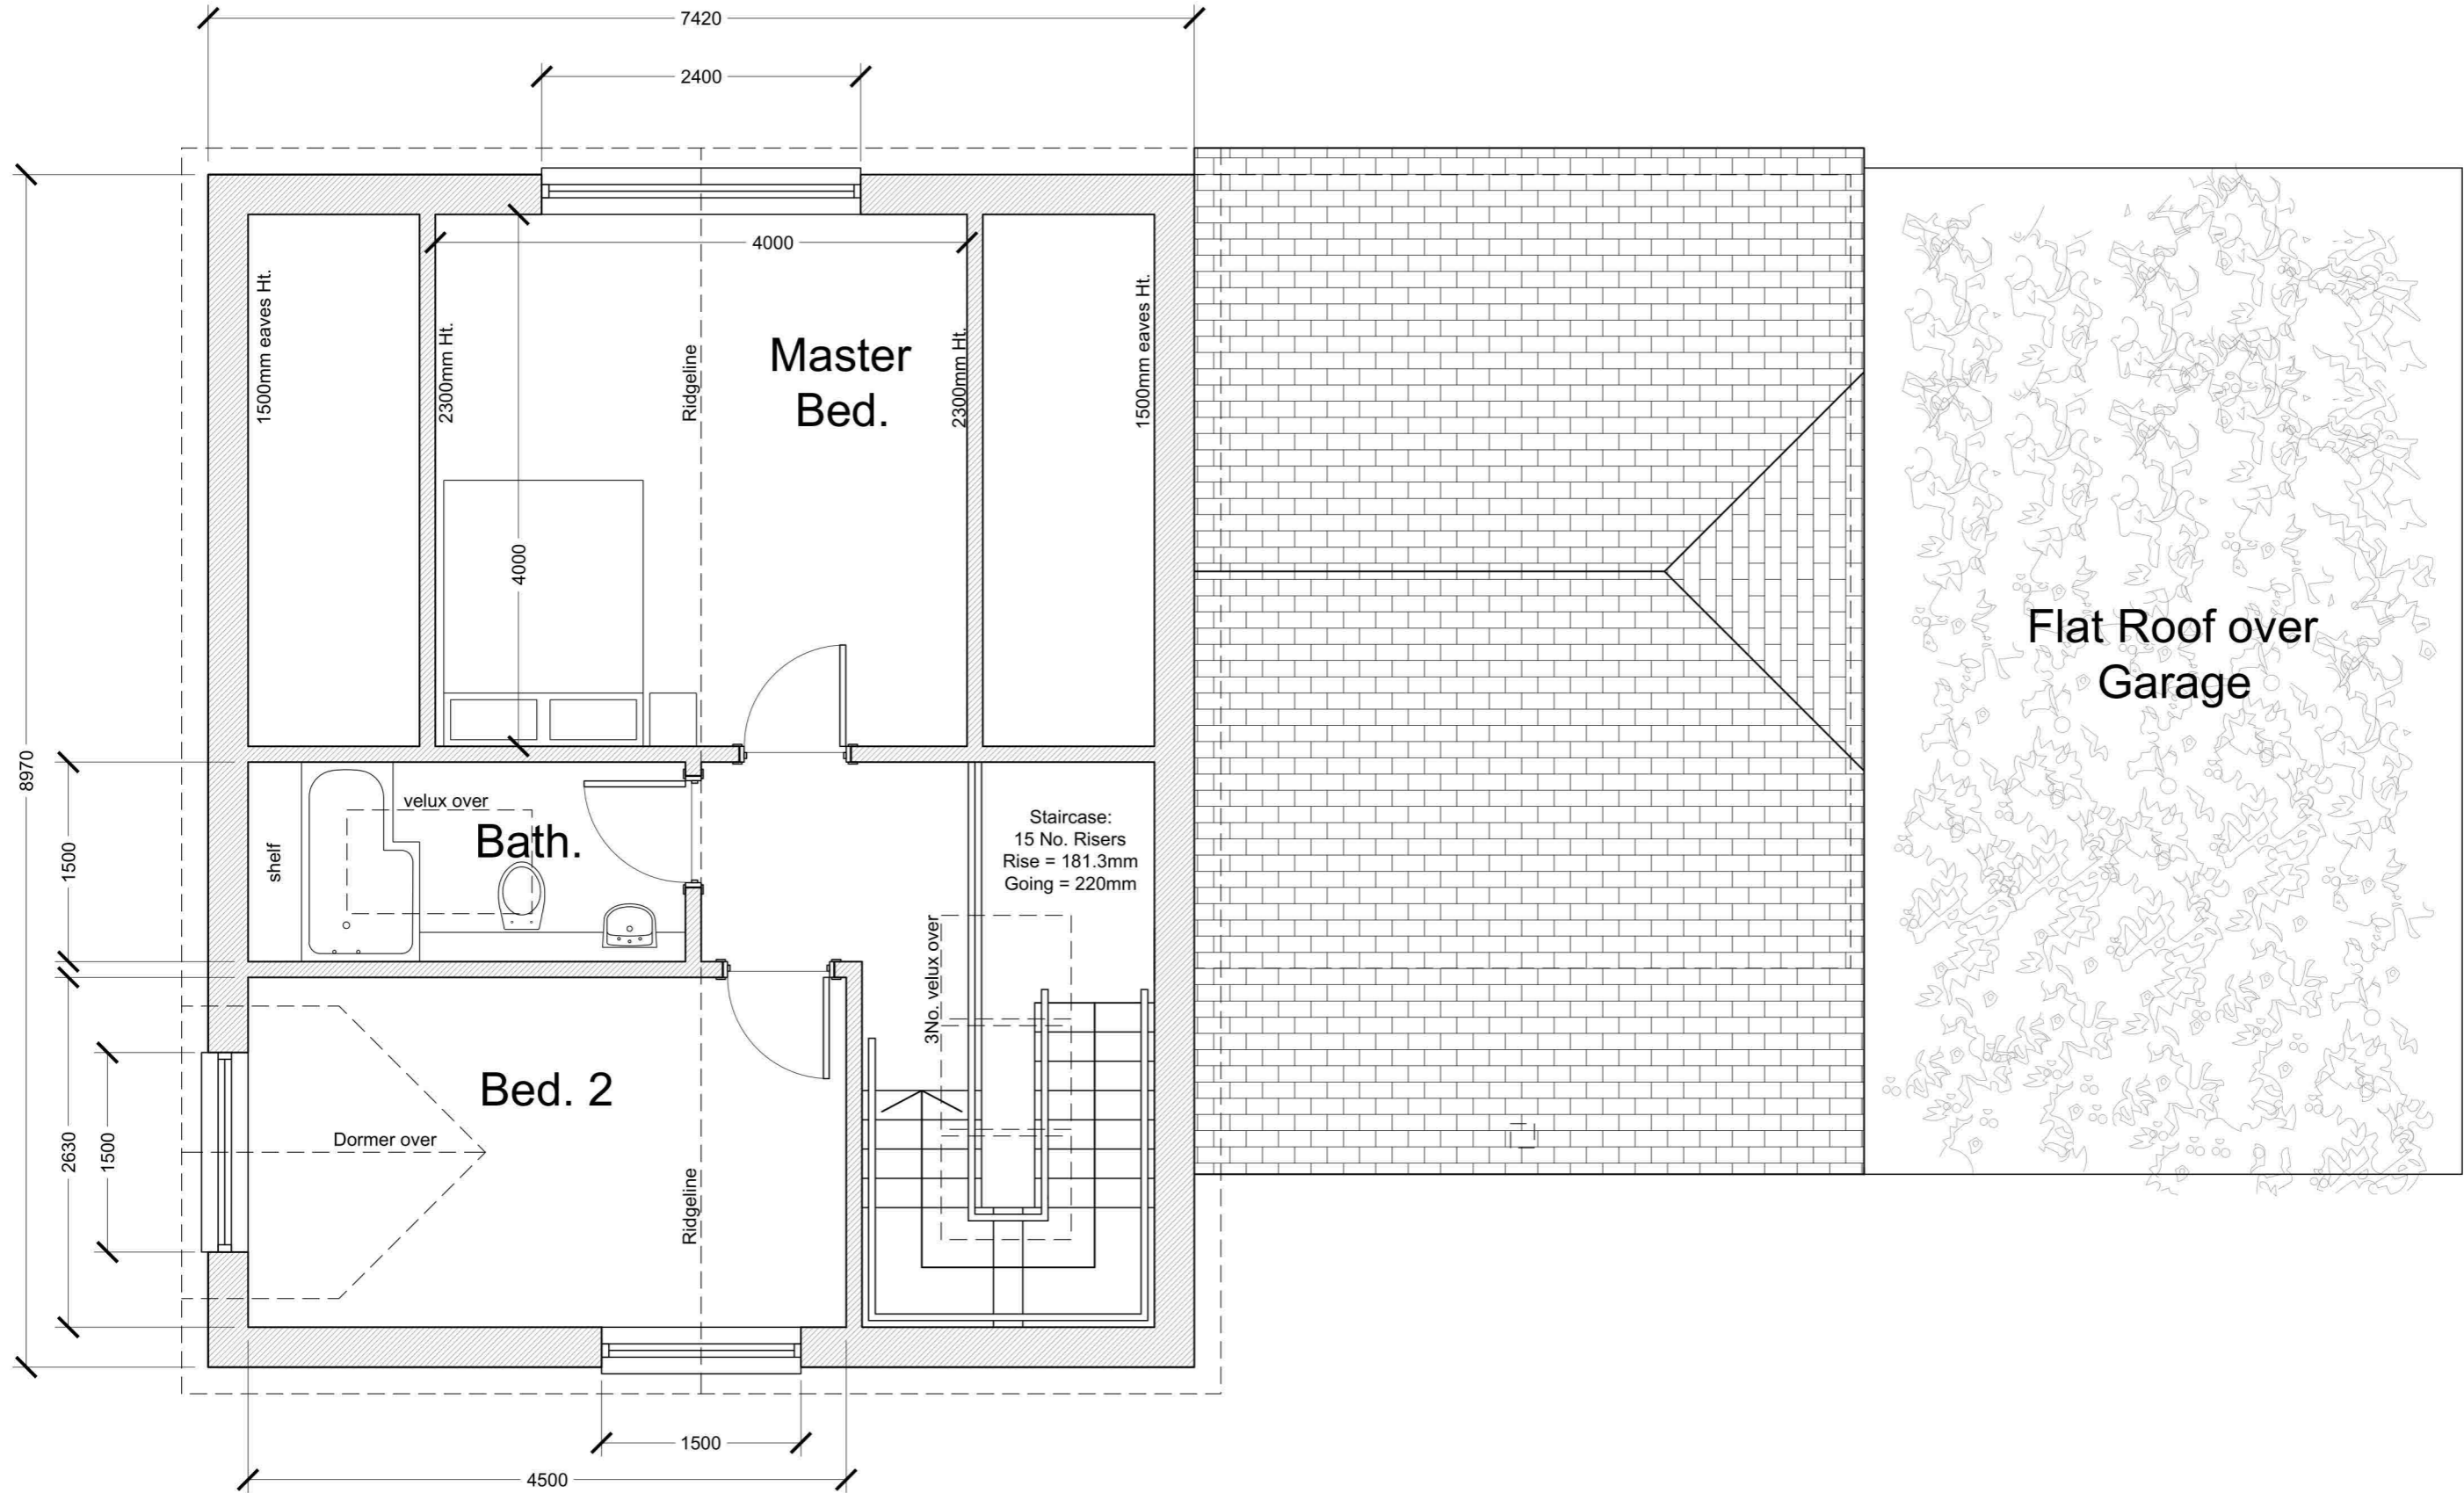 7420
2400
4000
1500mm eaves Ht.
2300mm Ht.
Ridgeline
Master
Bed.
2300mm Ht.
1500mm eaves Ht.
4000
8970
Flat Roof over
Garage
velux over
Bath.
shelf
1500
Staircase:
15 No. Risers
Rise = 181.3mm
Going = 220mm
3No. velux over
Bed. 2
Dormer over
2630
1500
Ridgeline
1500
4500